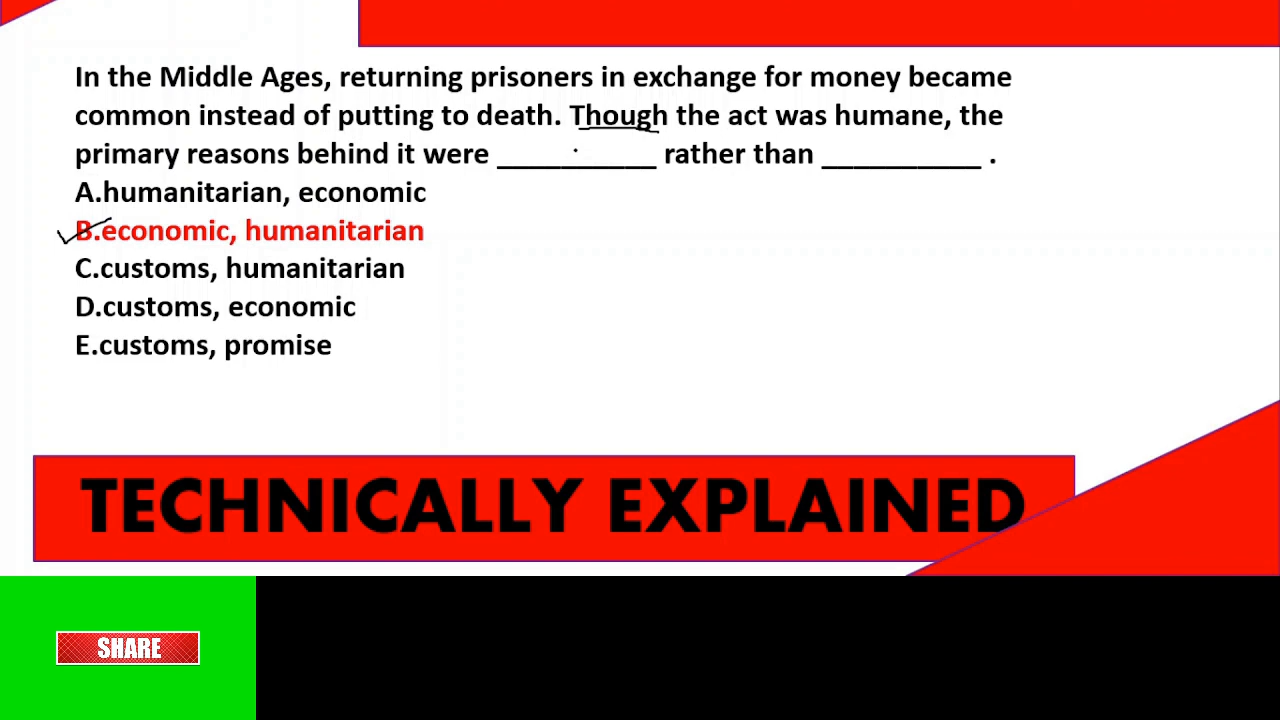 In the Middle Ages, returning prisoners in exchange for money became
common instead of putting to death. Though the act was humane, the
primary reasons behind it were __________ rather than __________ .
A.humanitarian, economic
B.economic, humanitarian
C.customs, humanitarian
D.customs, economic
E.customs, promise
TECHNICALLY EXPLAINED
SHARE